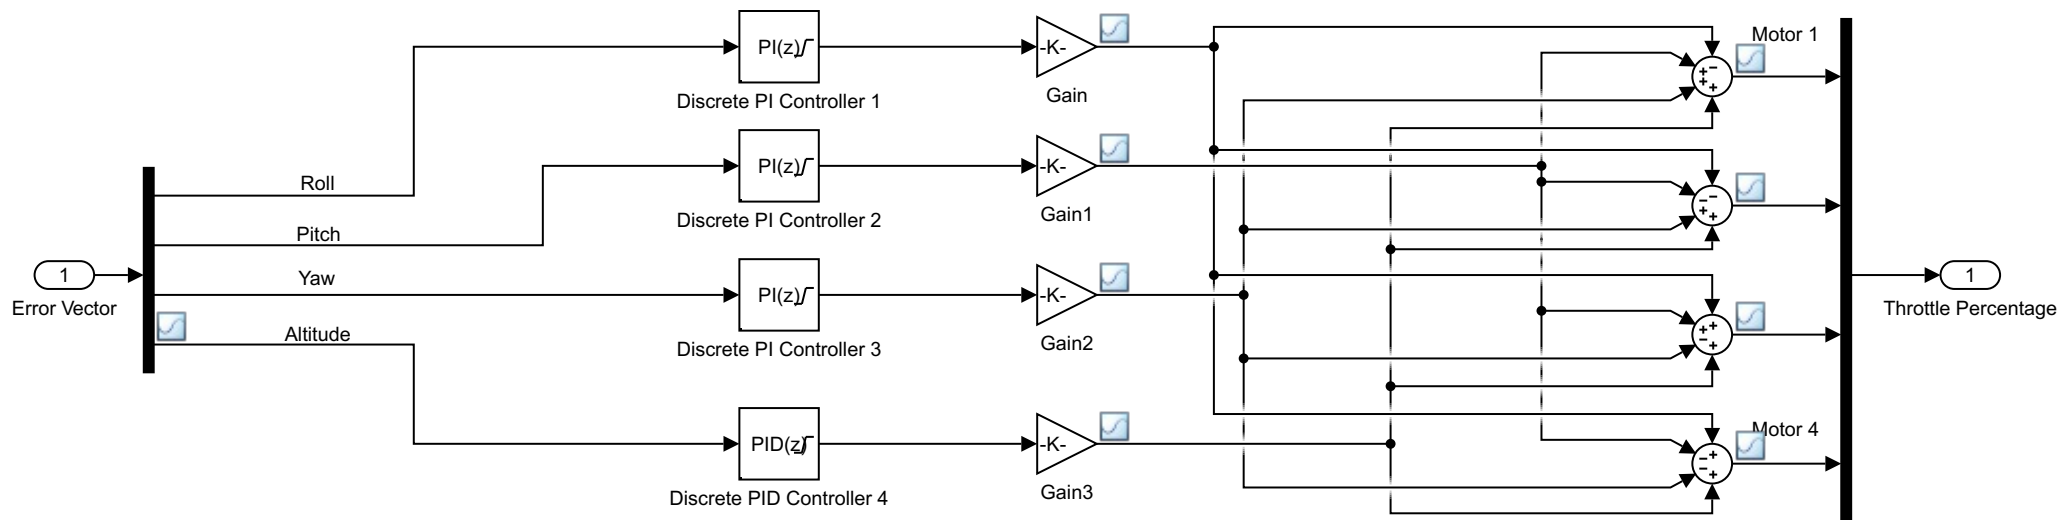 Motor 1
PI(z)
-K-
Discrete PI Controller 1
Gain
+ -
+ +
PI(z)
-K-
Roll
Discrete PI Controller 2
Gain1
- -
+ +
Pitch
1
Error Vector
Yaw
PI(z)
-K-
1
Throttle Percentage
Altitude
Discrete PI Controller 3
Gain2
+ +
- +
Motor 4
PID(z)
-K-
- +
- +
Discrete PID Controller 4
Gain3